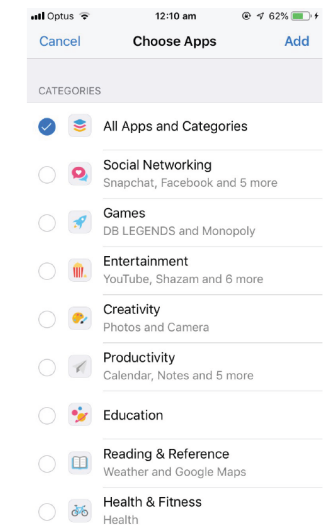 Optus 12:10 am 62%
Cancel Choose Apps Add
CATEGORIES
All Apps and Categories
Social Networking
Snapchat, Facebook and 5 more
Games
DB LEGENDS and Monopoly
Entertainment
YouTube, Shazam and 6 more
Creativity
Photos and Camera
Productivity
Calendar, Notes and 5 more
Education
Reading & Reference
Weather and Google Maps
Health & Fitness
Health